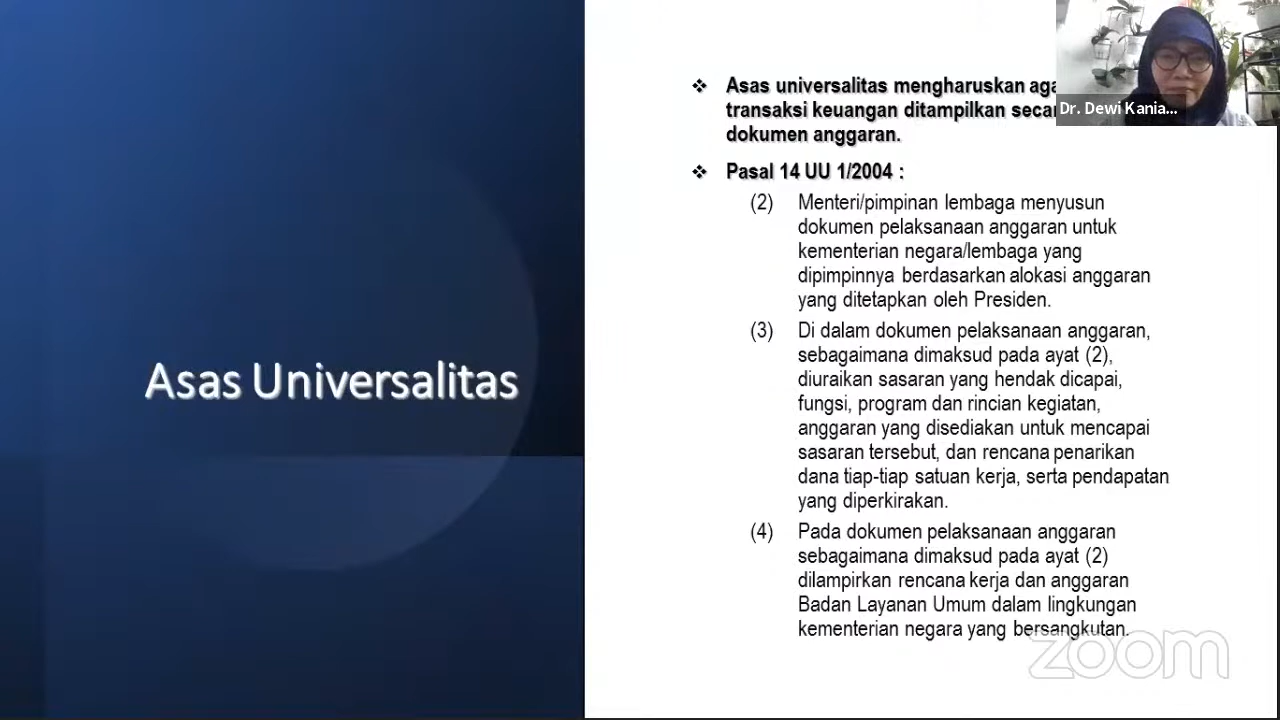 Asas Universalitas
❖ Asas universalitas mengharuskan
transaksi keuangan ditampilkan
dokumen anggaran.
❖ Pasal 14 UU 1/2004 :
(2) Menteri/pimpinan lembaga menyusun
dokumen pelaksanaan anggaran untuk
kementerian negara/lembaga yang
dipimpinnya berdasarkan alokasi anggaran
yang ditetapkan oleh Presiden.
(3) Di dalam dokumen pelaksanaan anggaran,
sebagaimana dimaksud pada ayat (2),
diuraikan sasaran yang hendak dicapai,
fungsi, program dan rincian kegiatan,
anggaran yang disediakan untuk mencapai
sasaran tersebut, dan rencana penarikan
dana tiap-tiap satuan kerja, serta pendapatan
yang diperkirakan.
(4) Pada dokumen pelaksanaan anggaran
sebagaimana dimaksud pada ayat (2)
dilampirkan rencana kerja dan anggaran
Badan Layanan Umum dalam lingkungan
kementerian negara yang bersangkutan.
Dr. Dewi Kania...
zoom